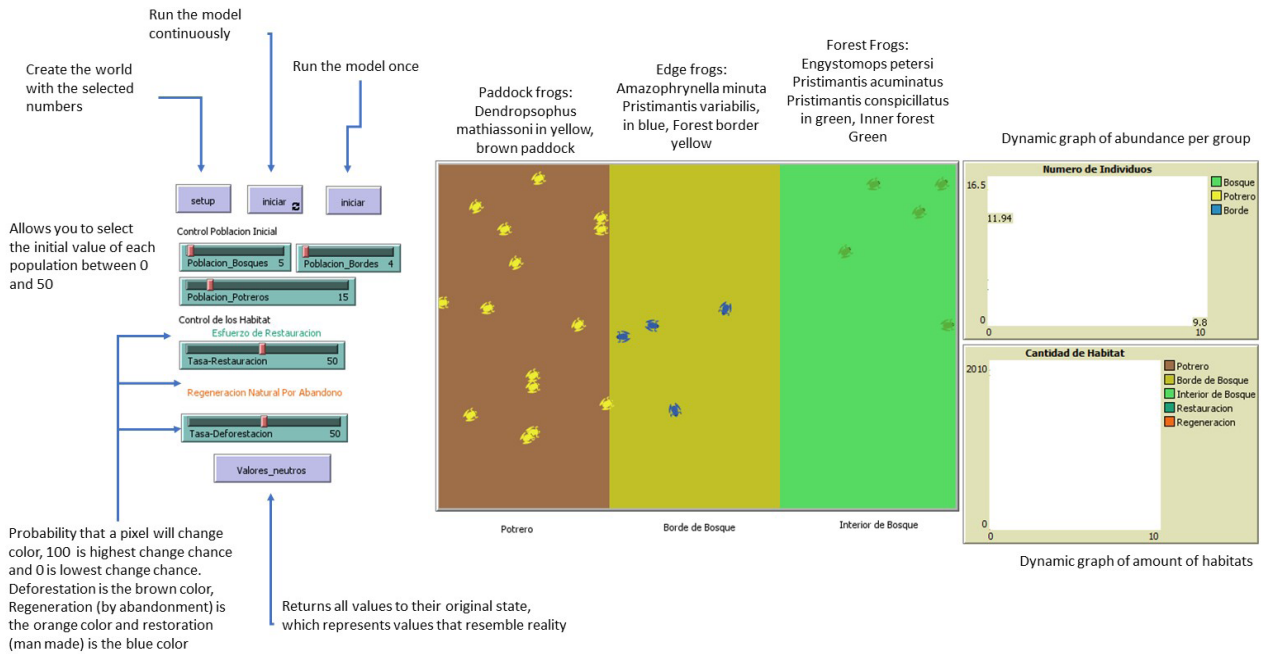 Run the model
continuously
Create the world
with the selected
numbers
Run the model once
Paddock frogs:
Dendropsophus
mathiassoni in yellow,
brown paddock
Edge frogs:
Amazophrynella minuta
Pristimantis variabilis,
in blue, Forest border
yellow
Forest Frogs:
Engystomops petersi
Pristimantis acuminatus
Pristimantis conspicillatus
in green, Inner forest
Green
Dynamic graph of abundance per group
setup
iniciar
iniciar
Allows you to select
the initial value of each
population between 0
and 50
Control Poblacion Inicial
Poblacion_Bosques 5
Poblacion_Bordes 4
Poblacion_Potreros 15
Control de los Habitat
Esfuerzo de Restauracion
Tasa-Restauracion 50
Regeneracion Natural Por Abandono
Tasa-Deforestacion 50
Valores_neutros
Probability that a pixel will change
color, 100 is highest change chance
and 0 is lowest change chance.
Deforestation is the brown color,
Regeneration (by abandonment) is
the orange color and restoration
(man made) is the blue color
Returns all values to their original state,
which represents values that resemble reality
Potrero
Borde de Bosque
Interior de Bosque
Numero de Individuos
16.5
11.94
0
0
9.8
10
Bosque
Potrero
Borde
Cantidad de Habitat
2010
0
0
10
Potrero
Borde de Bosque
Interior de Bosque
Restauracion
Regeneracion
Dynamic graph of amount of habitats